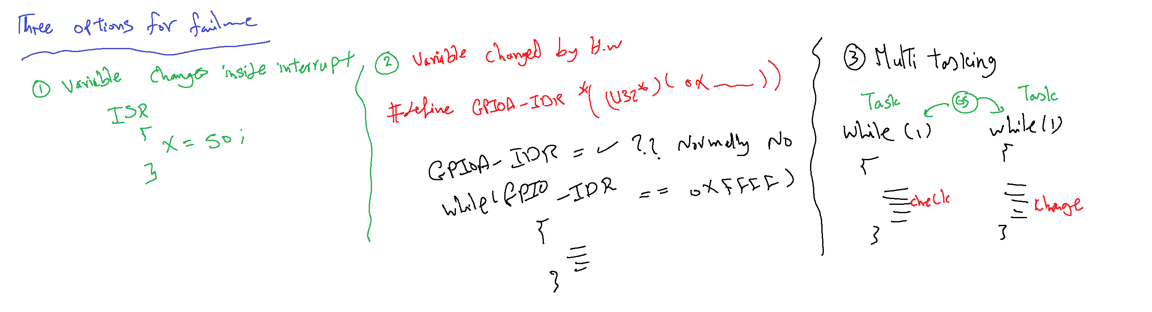 Three options for failure
① Variable changes inside interrupt
ISR
{
x = 50;
}
② Variable changed by H.w
#define GPIOA-IDR *((U32*)(0x___))
GPIOA-IDR = ✓ ?? Normally No
while(GPIO-IDR == 0xFFFF)
{
}
③ Multi tasking
Task GS Task
while (1) while(1)
{ {
check change
} }